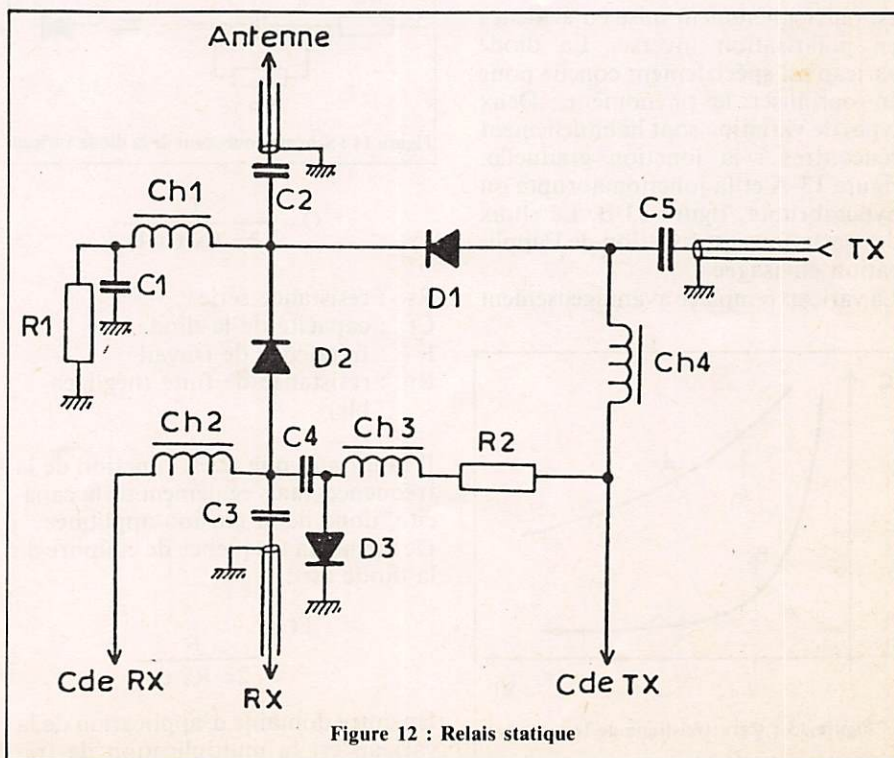 Antenne
C2
Ch1
C5
TX
C1
D1
R1
D2
Ch4
Ch2
C4
Ch3
R2
C3
D3
Cde RX
RX
Cde TX
Figure 12 : Relais statique